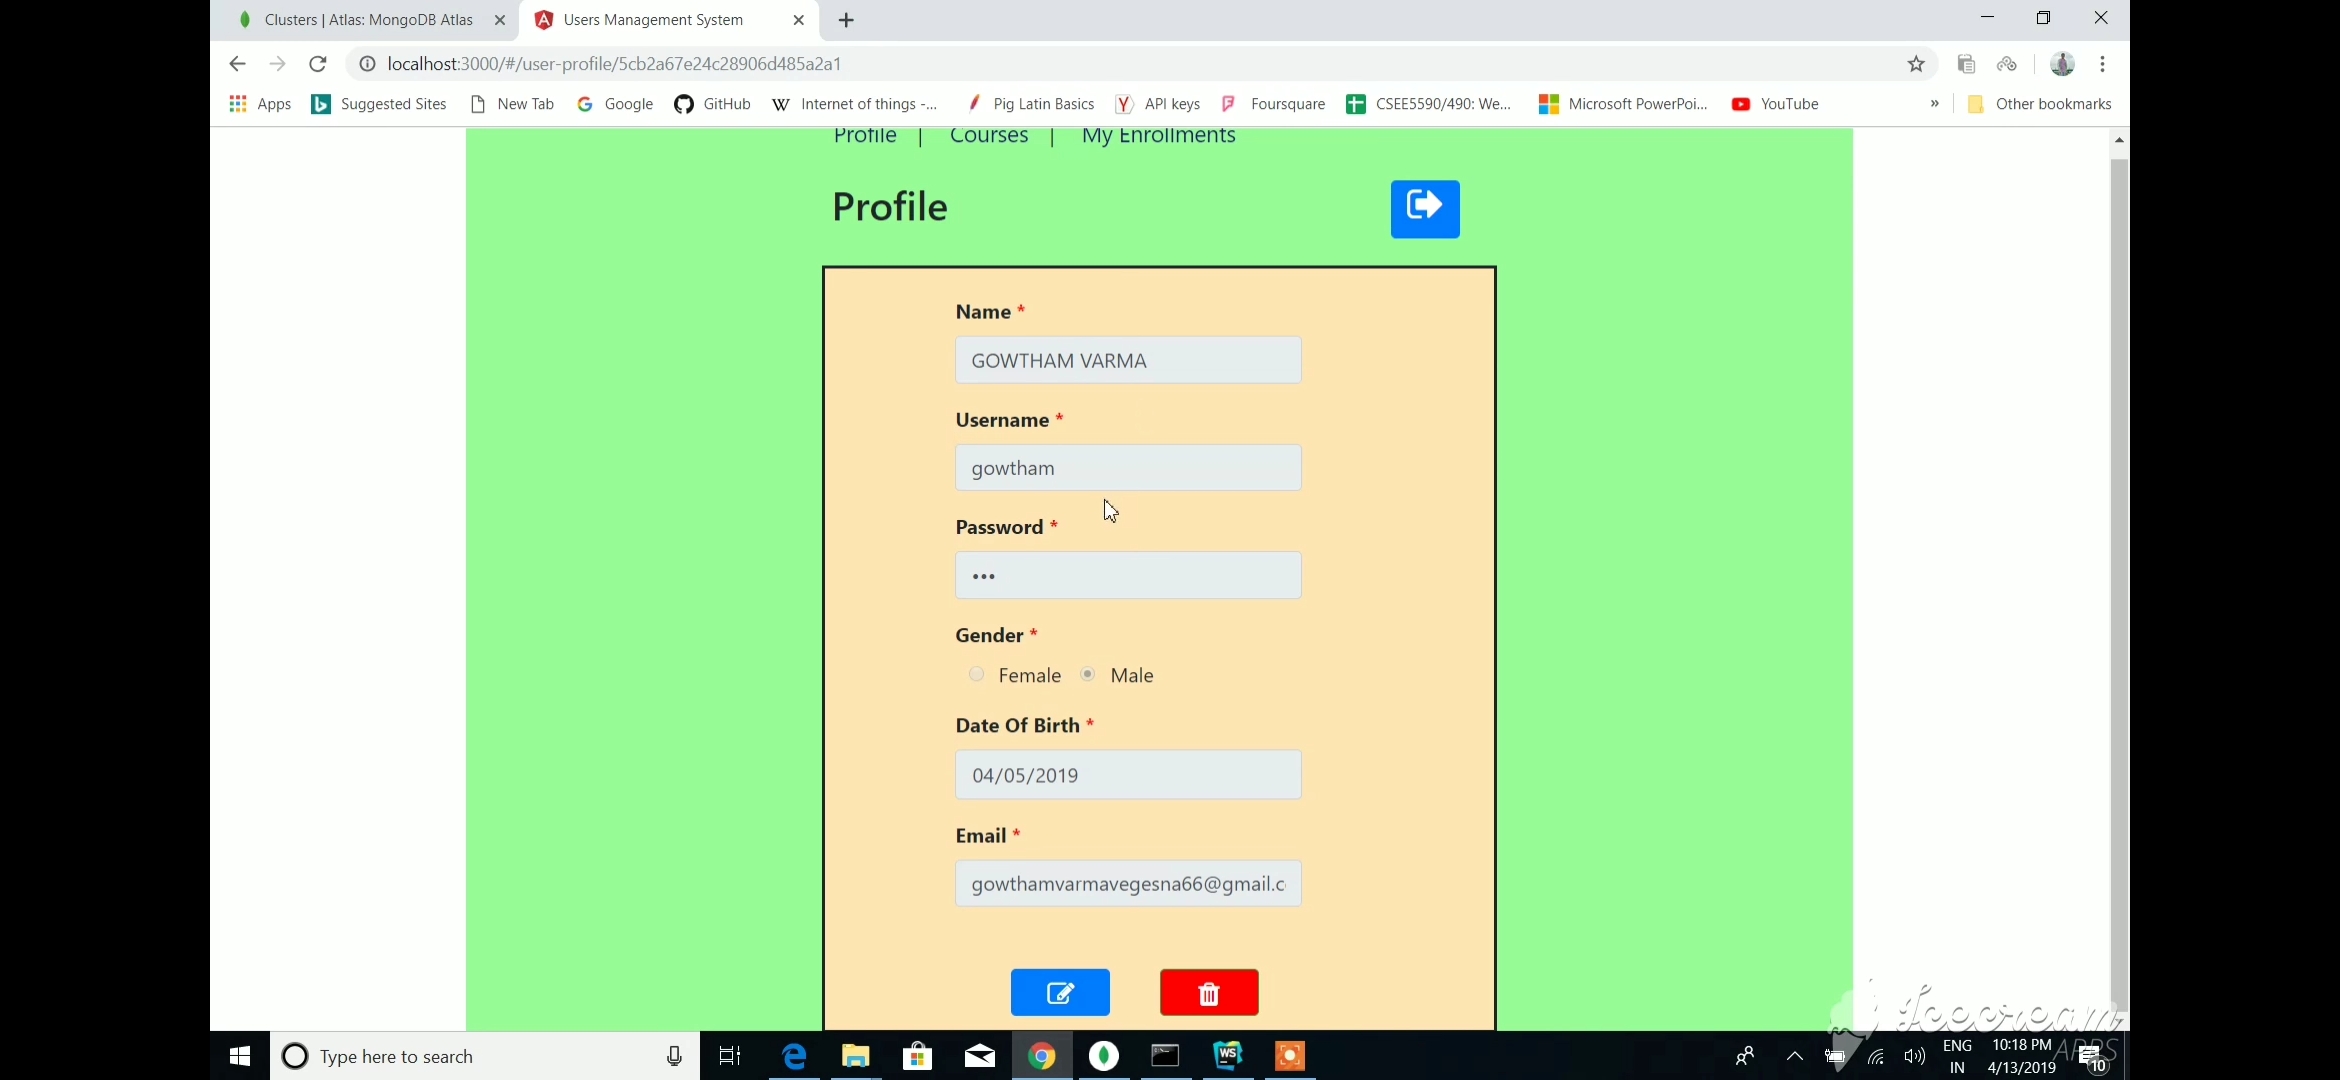 Clusters | Atlas: MongoDB Atlas
Users Management System
localhost:3000/#/user-profile/5cb2a67e24c28906d485a2a1
Apps
Suggested Sites
New Tab
Google
GitHub
Internet of things -...
Pig Latin Basics
API keys
Foursquare
CSEE5590/490: We...
Microsoft PowerPoi...
YouTube
»
Other bookmarks
Profile | Courses | My Enrollments
Profile
Name *
GOWTHAM VARMA
Username *
gowtham
Password *
•••
Gender *
Female Male
Date Of Birth *
04/05/2019
Email *
gowthamvarmavegesna66@gmail.c
Icecream
APPS
Type here to search
WS
ENG
IN
10:18 PM
4/13/2019
10